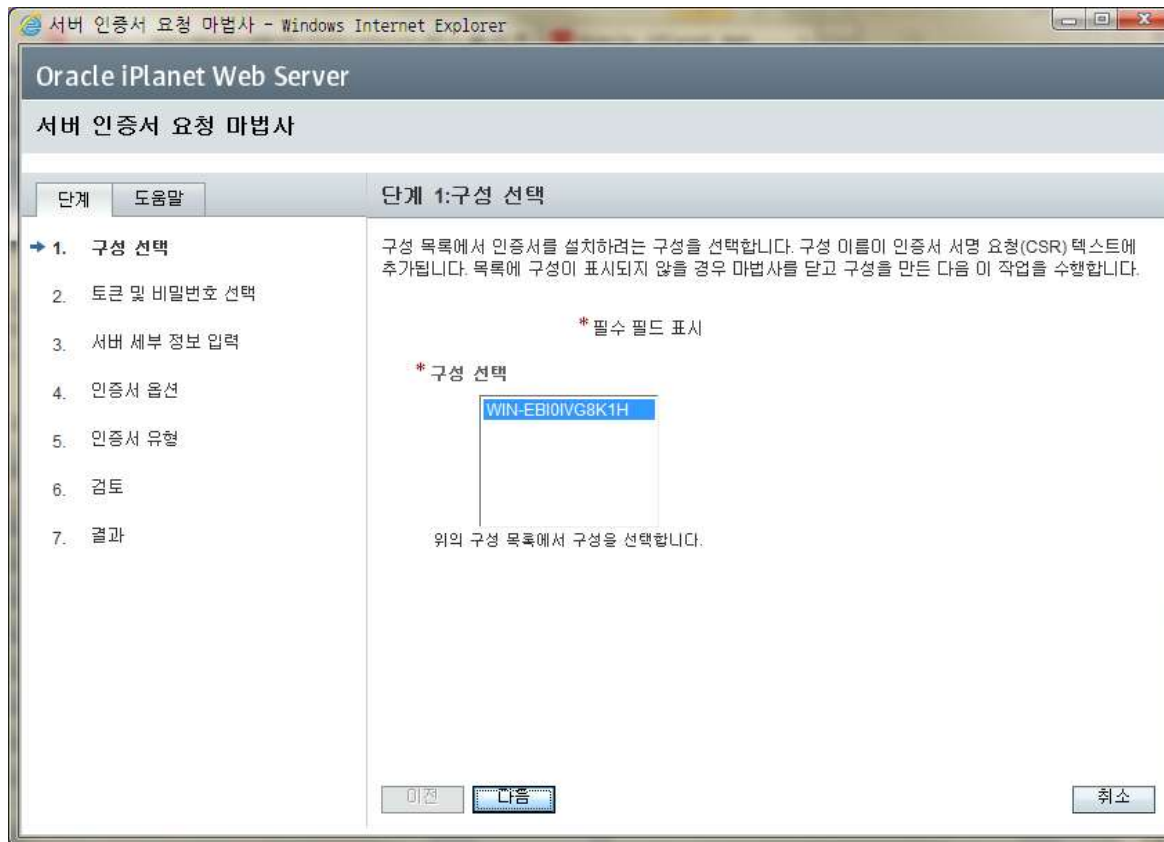 서버 인증서 요청 마법사 - Windows Internet Explorer
Oracle iPlanet Web Server
서버 인증서 요청 마법사
단계
도움말
1. 구성 선택
2. 토큰 및 비밀번호 선택
3. 서버 세부 정보 입력
4. 인증서 옵션
5. 인증서 유형
6. 검토
7. 결과
단계 1:구성 선택
구성 목록에서 인증서를 설치하려는 구성을 선택합니다. 구성 이름이 인증서 서명 요청(CSR) 텍스트에
추가됩니다. 목록에 구성이 표시되지 않을 경우 마법사를 닫고 구성을 만든 다음 이 작업을 수행합니다.
*필수 필드 표시
*구성 선택
WIN-EBI0IVG8K1H
위의 구성 목록에서 구성을 선택합니다.
이전
다음
취소